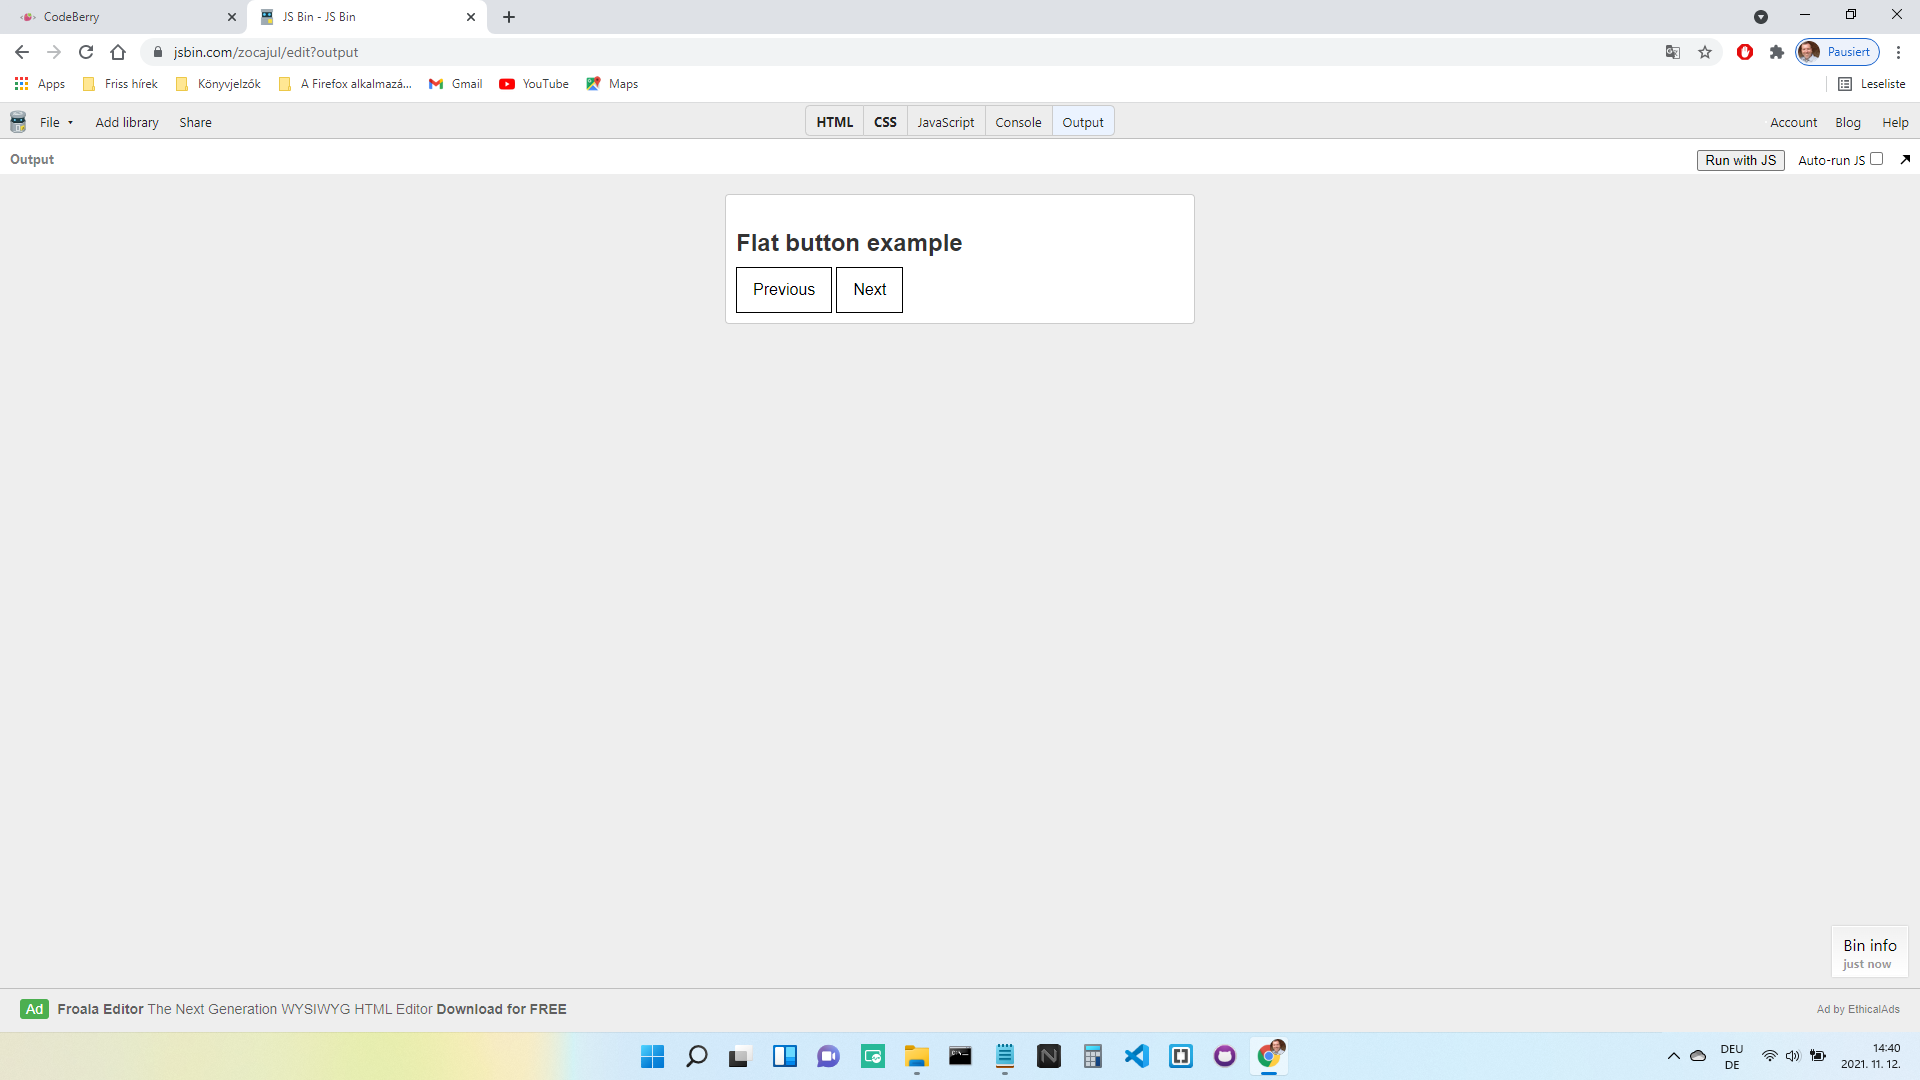 CodeBerry
JS Bin - JS Bin
jsbin.com/zocajul/edit?output
Pausiert
Apps
Friss hírek
Könyvjelzők
A Firefox alkalmazá...
Gmail
YouTube
Maps
Leseliste
File
Add library
Share
HTML
CSS
JavaScript
Console
Output
Account
Blog
Help
Output
Run with JS
Auto-run JS
Flat button example
Previous
Next
Bin info
just now
Ad
Froala Editor The Next Generation WYSIWYG HTML Editor Download for FREE
Ad by EthicalAds
DEU
DE
14:40
2021. 11. 12.